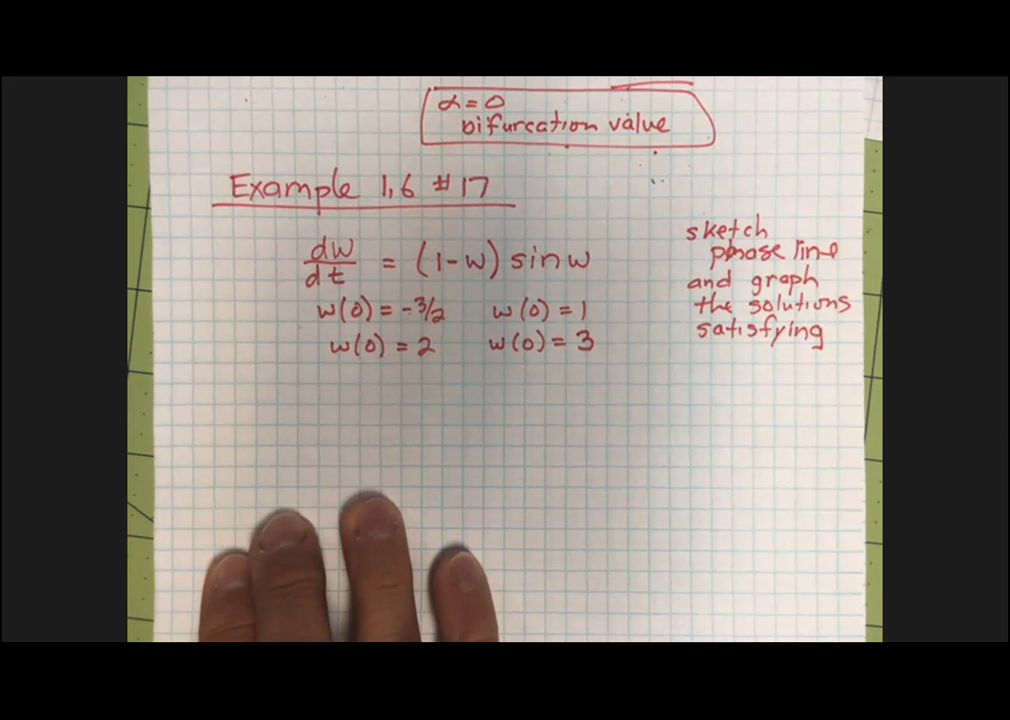 α = 0
bifurcation value
Example 1,6 #17
dw/dt = (1-w) sin w
w(0) = -3/2 w(0) = 1
w(0) = 2 w(0) = 3
sketch
phase line
and graph
the solutions
satisfying